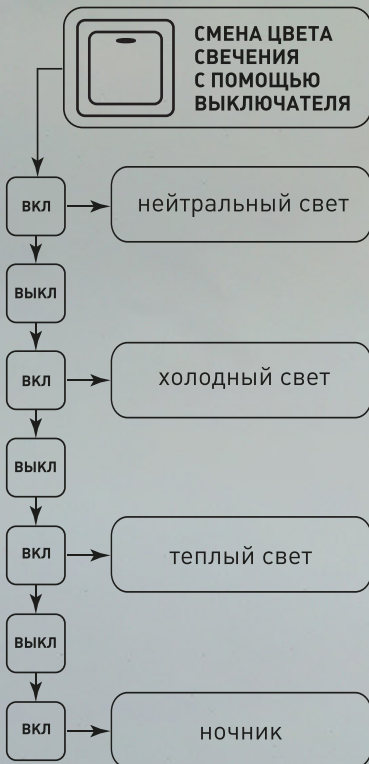 СМЕНА ЦВЕТА
СВЕЧЕНИЯ
С ПОМОЩЬЮ
ВЫКЛЮЧАТЕЛЯ
ВКЛ
нейтральный свет
ВЫКЛ
ВКЛ
холодный свет
ВЫКЛ
ВКЛ
теплый свет
ВЫКЛ
ВКЛ
ночник